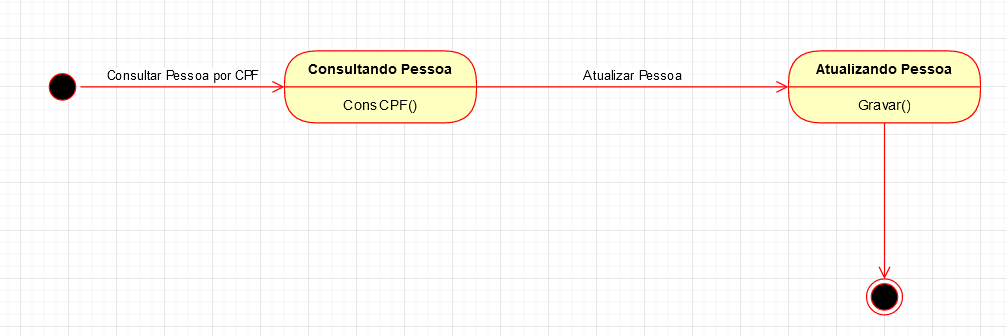 Consultar Pessoa por CPF
Consultando Pessoa
ConsCPF()
Atualizar Pessoa
Atualizando Pessoa
Gravar()